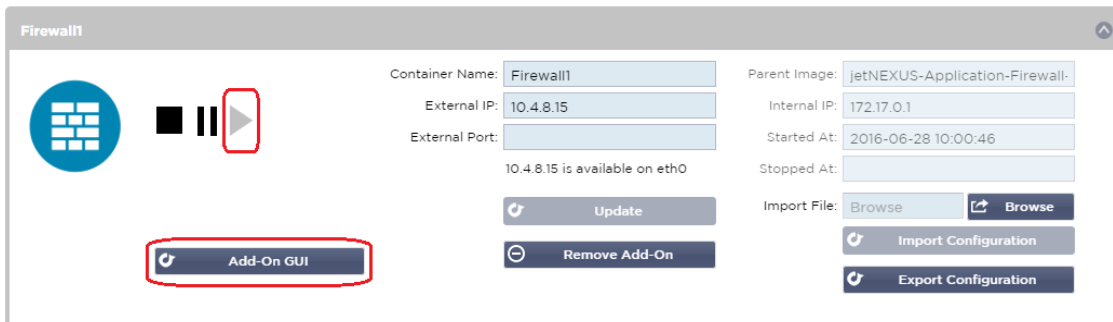 Firewall1
Container Name: Firewall1
Parent Image: jetNEXUS-Application-Firewall-
External IP: 10.4.8.15
Internal IP: 172.17.0.1
External Port:
Started At: 2016-06-28 10:00:46
10.4.8.15 is available on eth0
Stopped At:
Update
Import File: Browse Browse
Import Configuration
Add-On GUI
Remove Add-On
Export Configuration